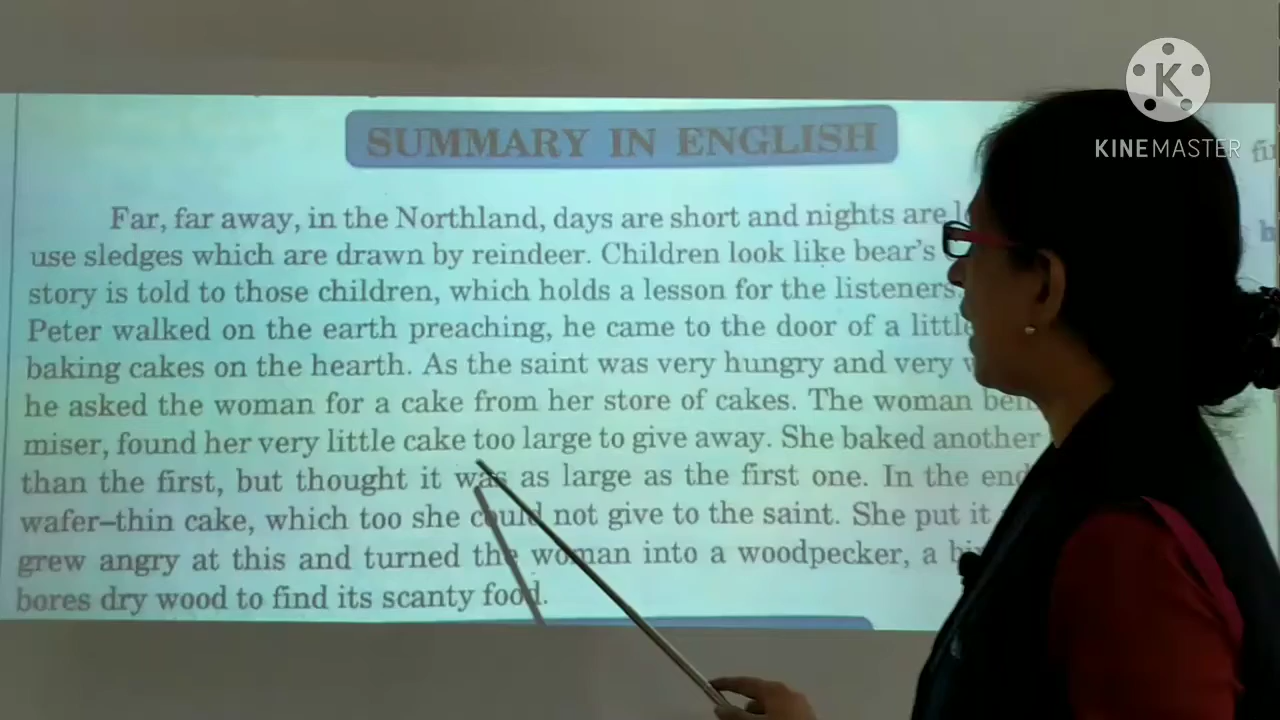 K
KINEMASTER
SUMMARY IN ENGLISH
Far, far away, in the Northland, days are short and nights are
use sledges which are drawn by reindeer. Children look like bear's
story is told to those children, which holds a lesson for the listeners.
Peter walked on the earth preaching, he came to the door of a little
baking cakes on the hearth. As the saint was very hungry and very
he asked the woman for a cake from her store of cakes. The woman
miser, found her very little cake too large to give away. She baked another
than the first, but thought it was as large as the first one. In the end
wafer–thin cake, which too she could not give to the saint. She put it
grew angry at this and turned the woman into a woodpecker, a
bores dry wood to find its scanty food.